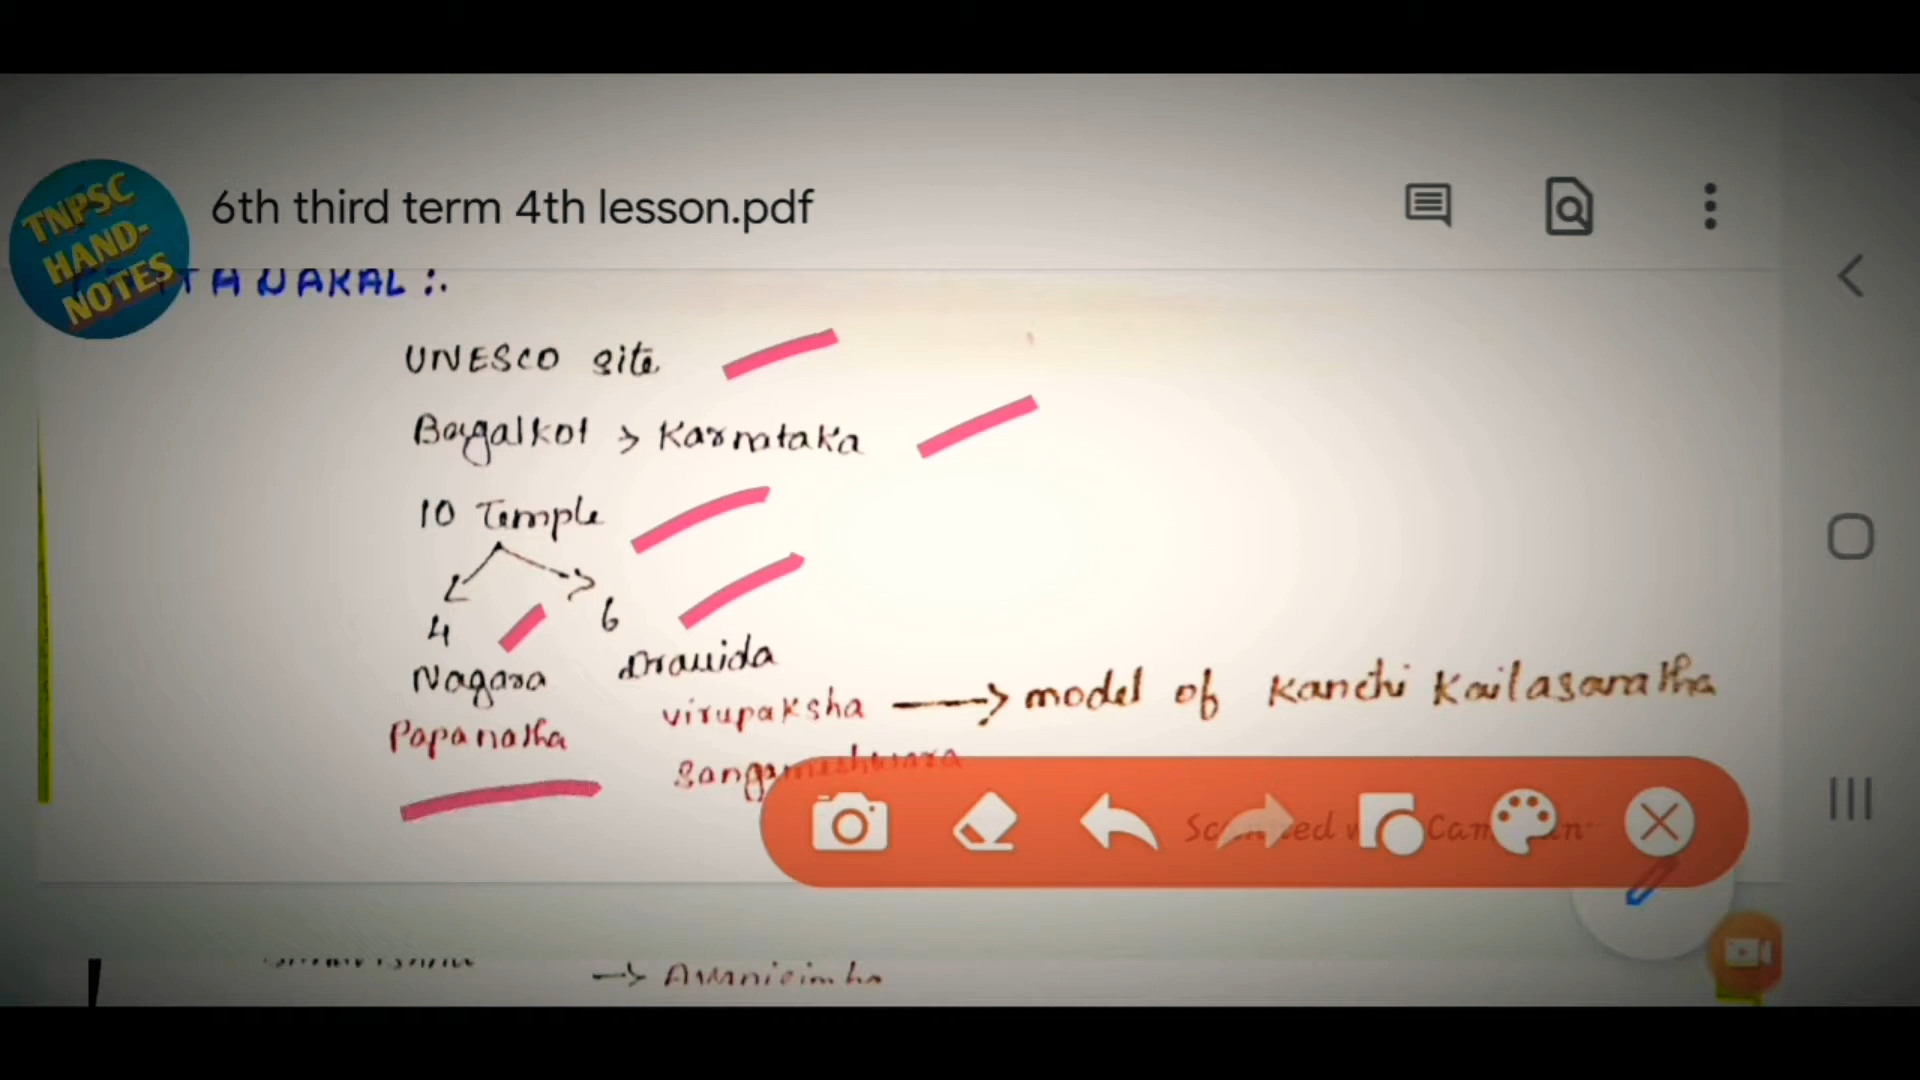 TNPSC
HAND-
NOTES
6th third term 4th lesson.pdf
UNESCO site
Bagalkot > Karnataka
10 Temple
4
6
Nagara
Dravida
Papanatha
virupaksha → model of Kanchi Kailasanatha
Scanned